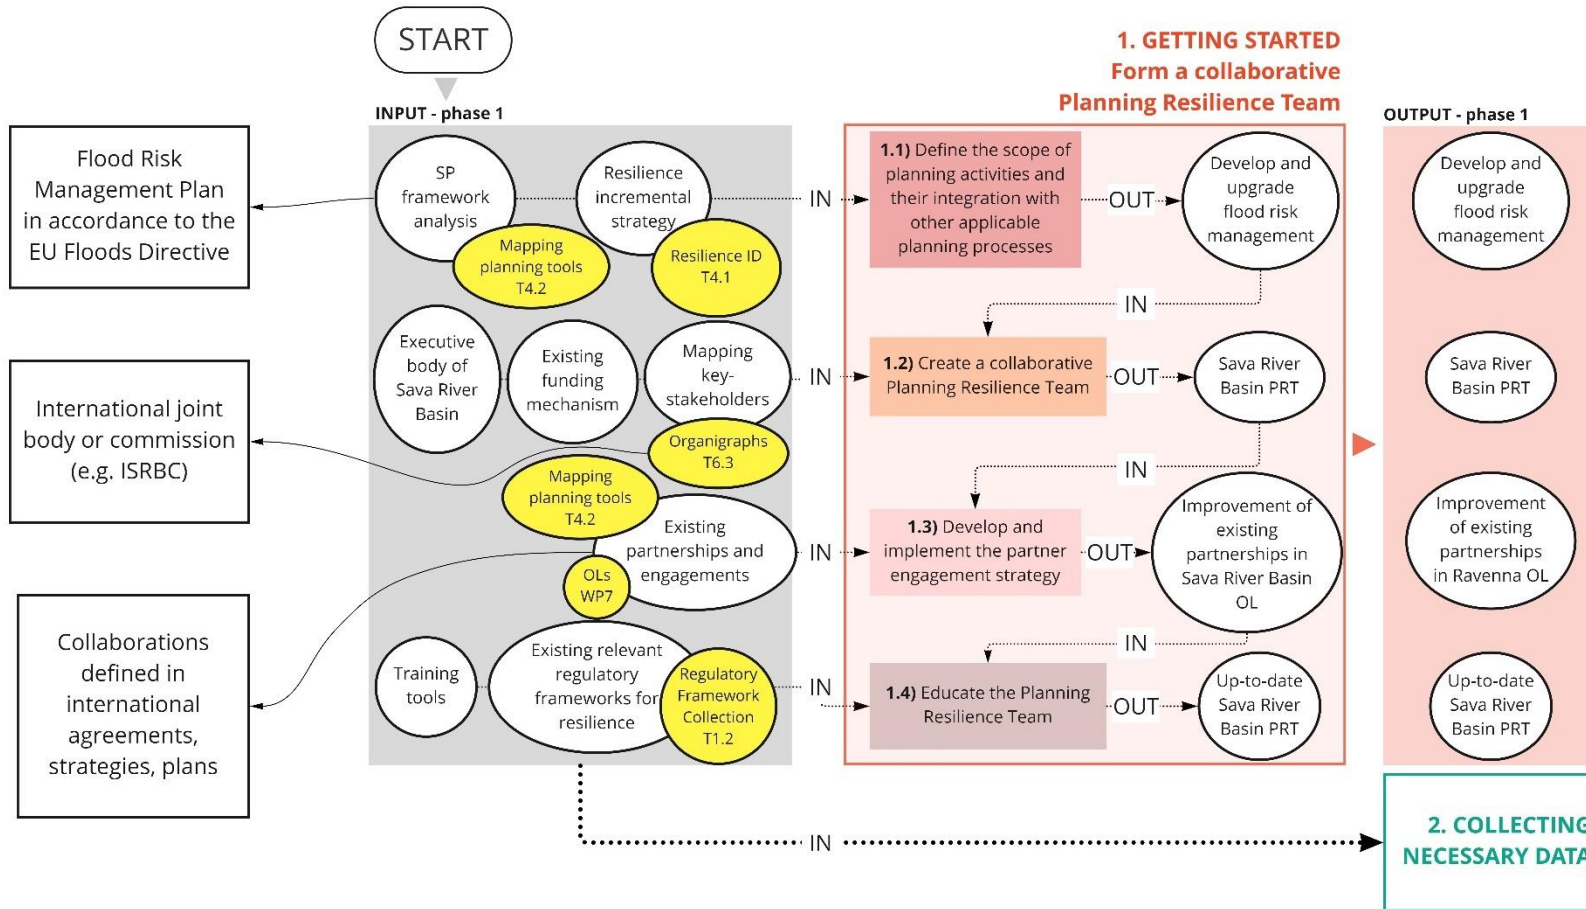 START
1. GETTING STARTED
Form a collaborative
Planning Resilience Team
INPUT - phase 1
OUTPUT - phase 1
Flood Risk
Management Plan
in accordance to the
EU Floods Directive
SP
framework
analysis
Resilience
incremental
strategy
Mapping
planning tools
T4.2
Resilience ID
T4.1
IN
1.1) Define the scope of
planning activities and
their integration with
other applicable
planning processes
OUT
Develop and
upgrade
flood risk
management
Develop and
upgrade
flood risk
management
IN
International joint
body or commission
(e.g. ISRBC)
Executive
body of
Sava River
Basin
Existing
funding
mechanism
Mapping
key-
stakeholders
Organigraphs
T6.3
IN
1.2) Create a collaborative
Planning Resilience Team
OUT
Sava River
Basin PRT
Sava River
Basin PRT
IN
Mapping
planning tools
T4.2
Existing
partnerships and
engagements
OLs
WP7
IN
1.3) Develop and
implement the partner
engagement strategy
OUT
Improvement of
existing
partnerships in
Sava River Basin
OL
Improvement
of existing
partnerships
in Ravenna OL
IN
Collaborations
defined in
international
agreements,
strategies, plans
Training
tools
Existing relevant
regulatory
frameworks for
resilience
Regulatory
Framework
Collection
T1.2
IN
1.4) Educate the Planning
Resilience Team
OUT
Up-to-date
Sava River
Basin PRT
Up-to-date
Sava River
Basin PRT
IN
2. COLLECTING
NECESSARY DATA